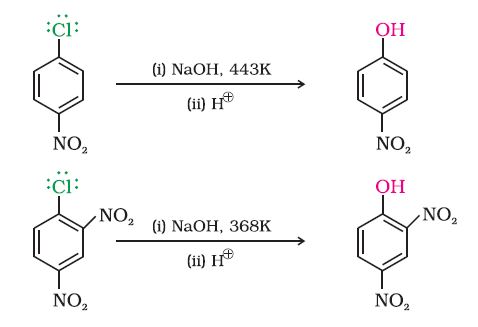 :Cl: OH
(i) NaOH, 443K
(ii) H⊕
NO₂ NO₂
:Cl: OH
NO₂ (i) NaOH, 368K NO₂
(ii) H⊕
NO₂ NO₂